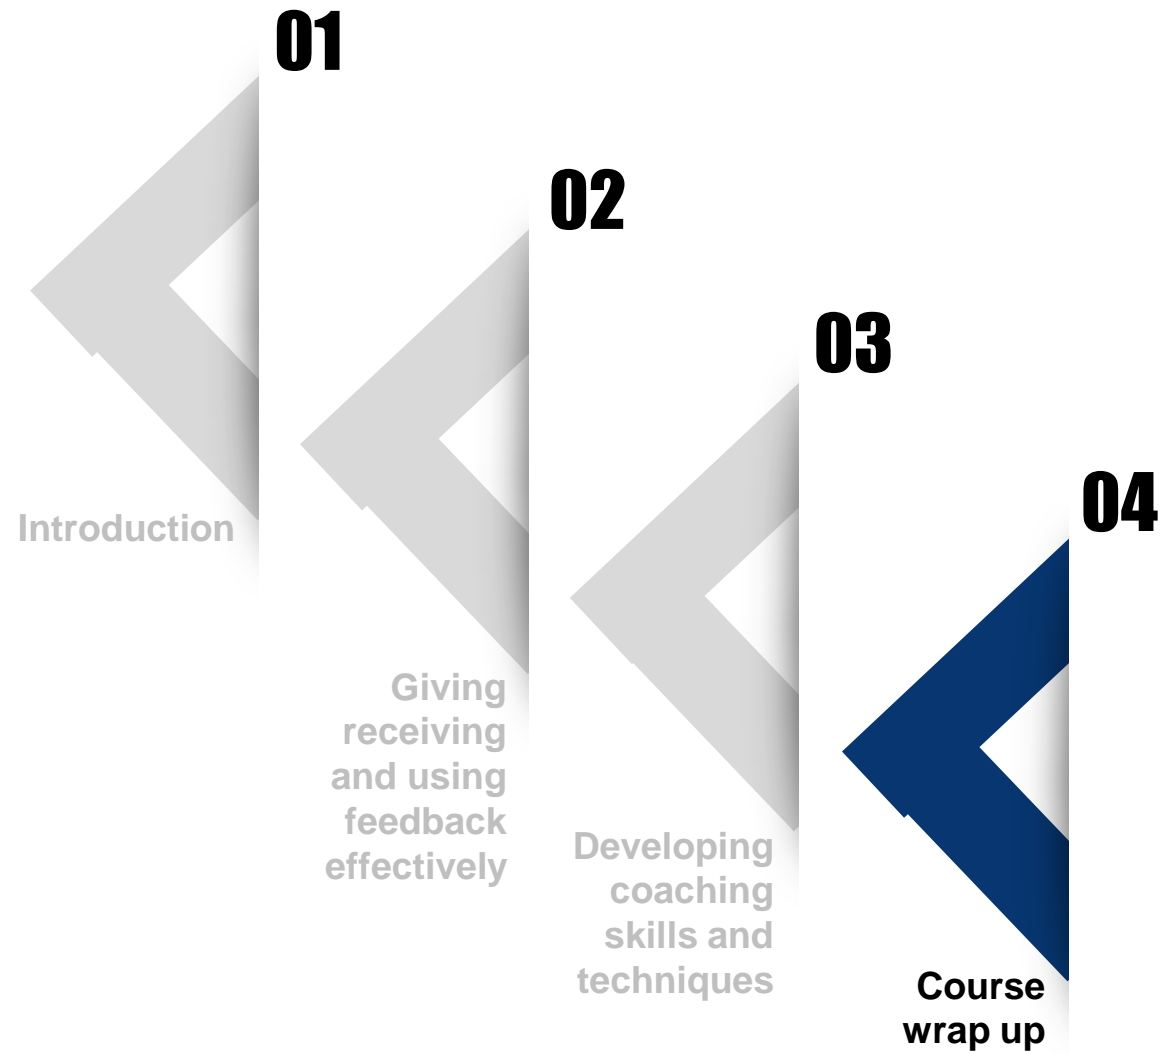 01
Introduction
02
Giving
receiving
and using
feedback
effectively
03
Developing
coaching
skills and
techniques
04
Course
wrap up